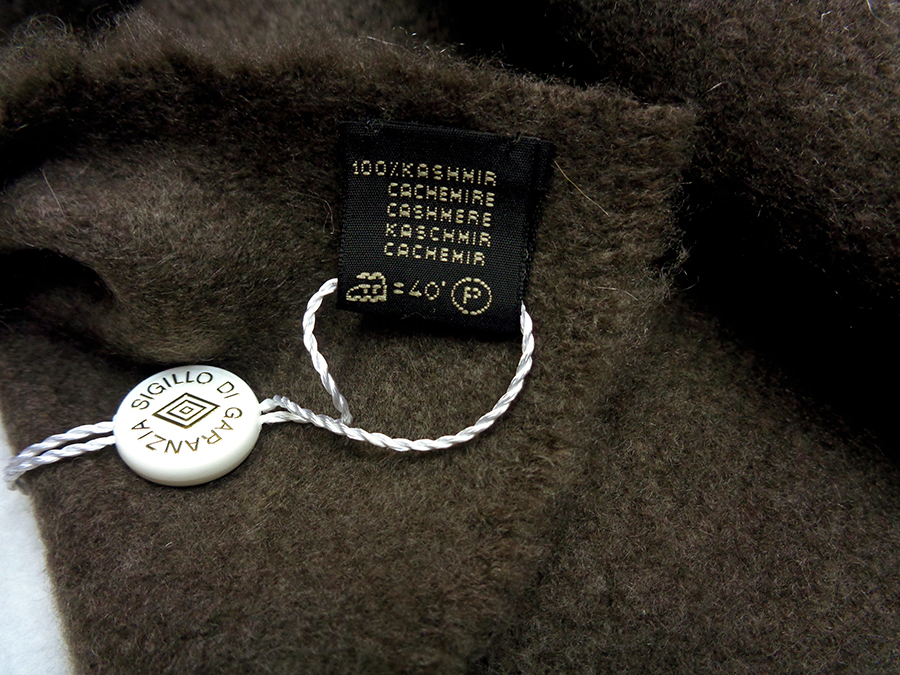 100%KASHMIR
CACHEMIRE
CASHMERE
KASCHMIR
CACHEMIR
=40° P
SIGILLO DI GARANZIA